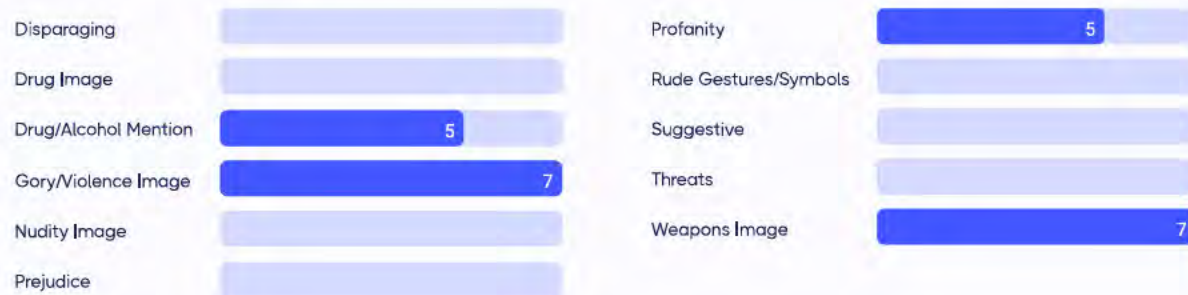 Disparaging
Drug Image
Drug/Alcohol Mention 5
Gory/Violence Image 7
Nudity Image
Prejudice
Profanity 5
Rude Gestures/Symbols
Suggestive
Threats
Weapons Image 7